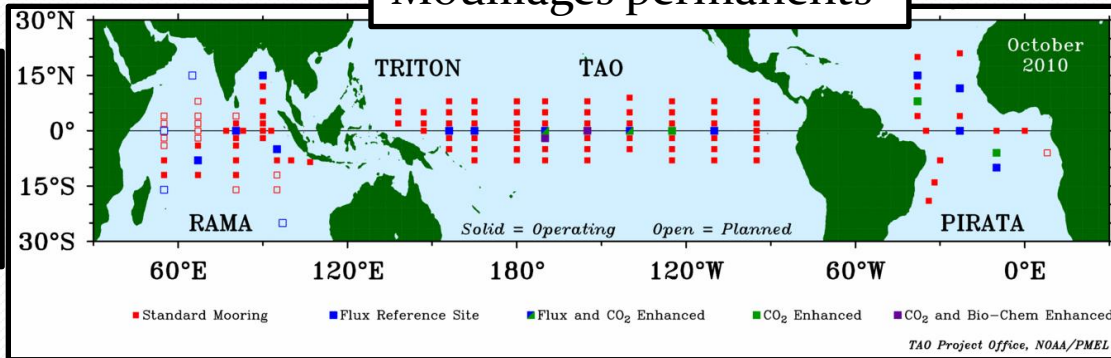 Mouillages permanents
30°N
15°N
0°
15°S
30°S
TRITON
TAO
October
2010
RAMA
Solid = Operating
Open = Planned
PIRATA
60°E
120°E
180°
120°W
60°W
0°E
Standard Mooring
Flux Reference Site
Flux and CO₂ Enhanced
CO₂ Enhanced
CO₂ and Bio-Chem Enhanced
TAO Project Office, NOAA/PMEL